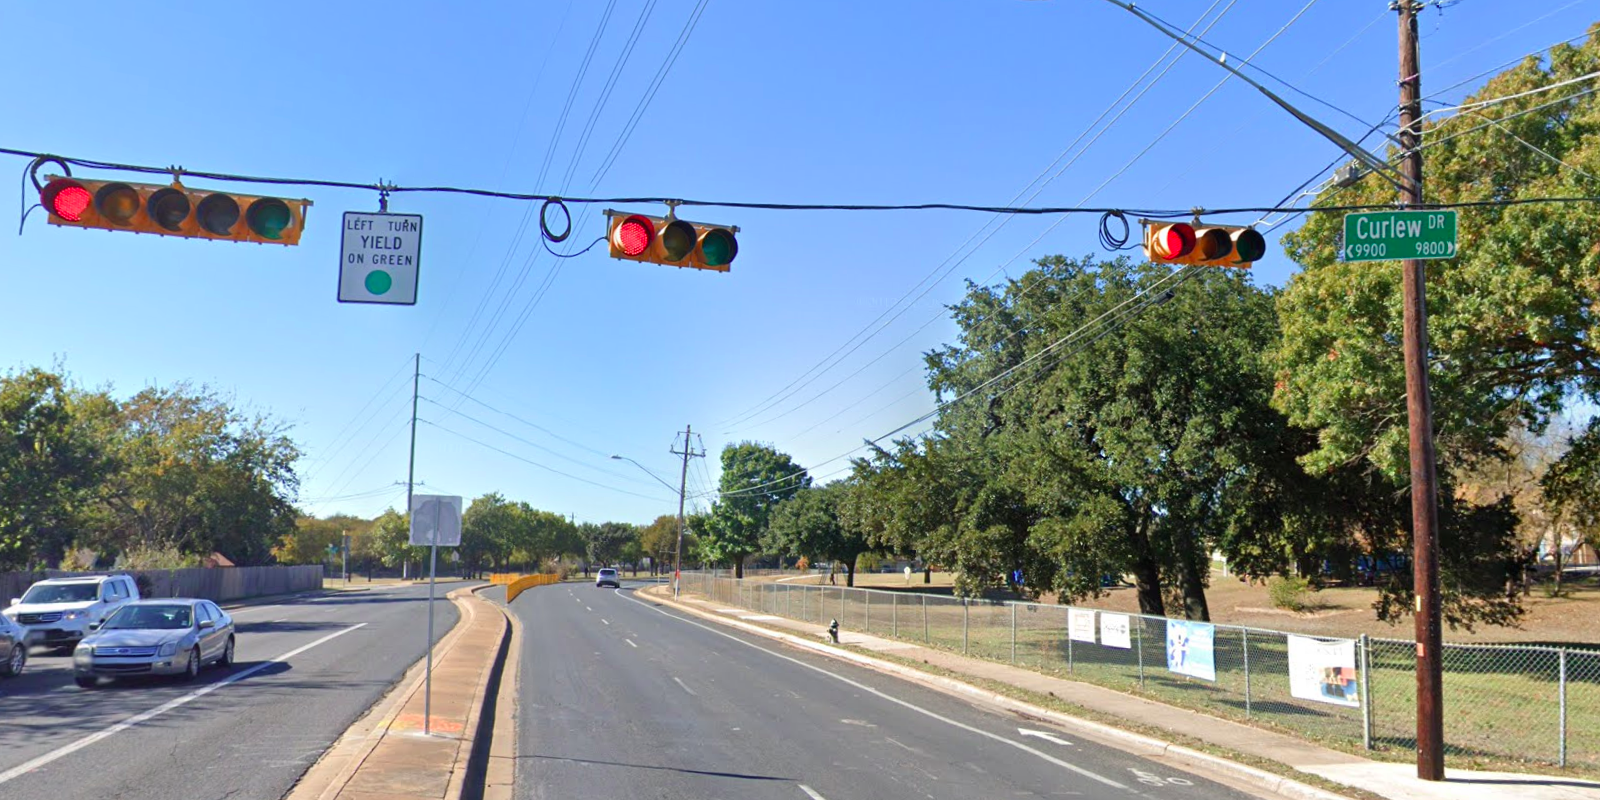 LEFT TURN
YIELD
ON GREEN
Curlew DR
9900 9800